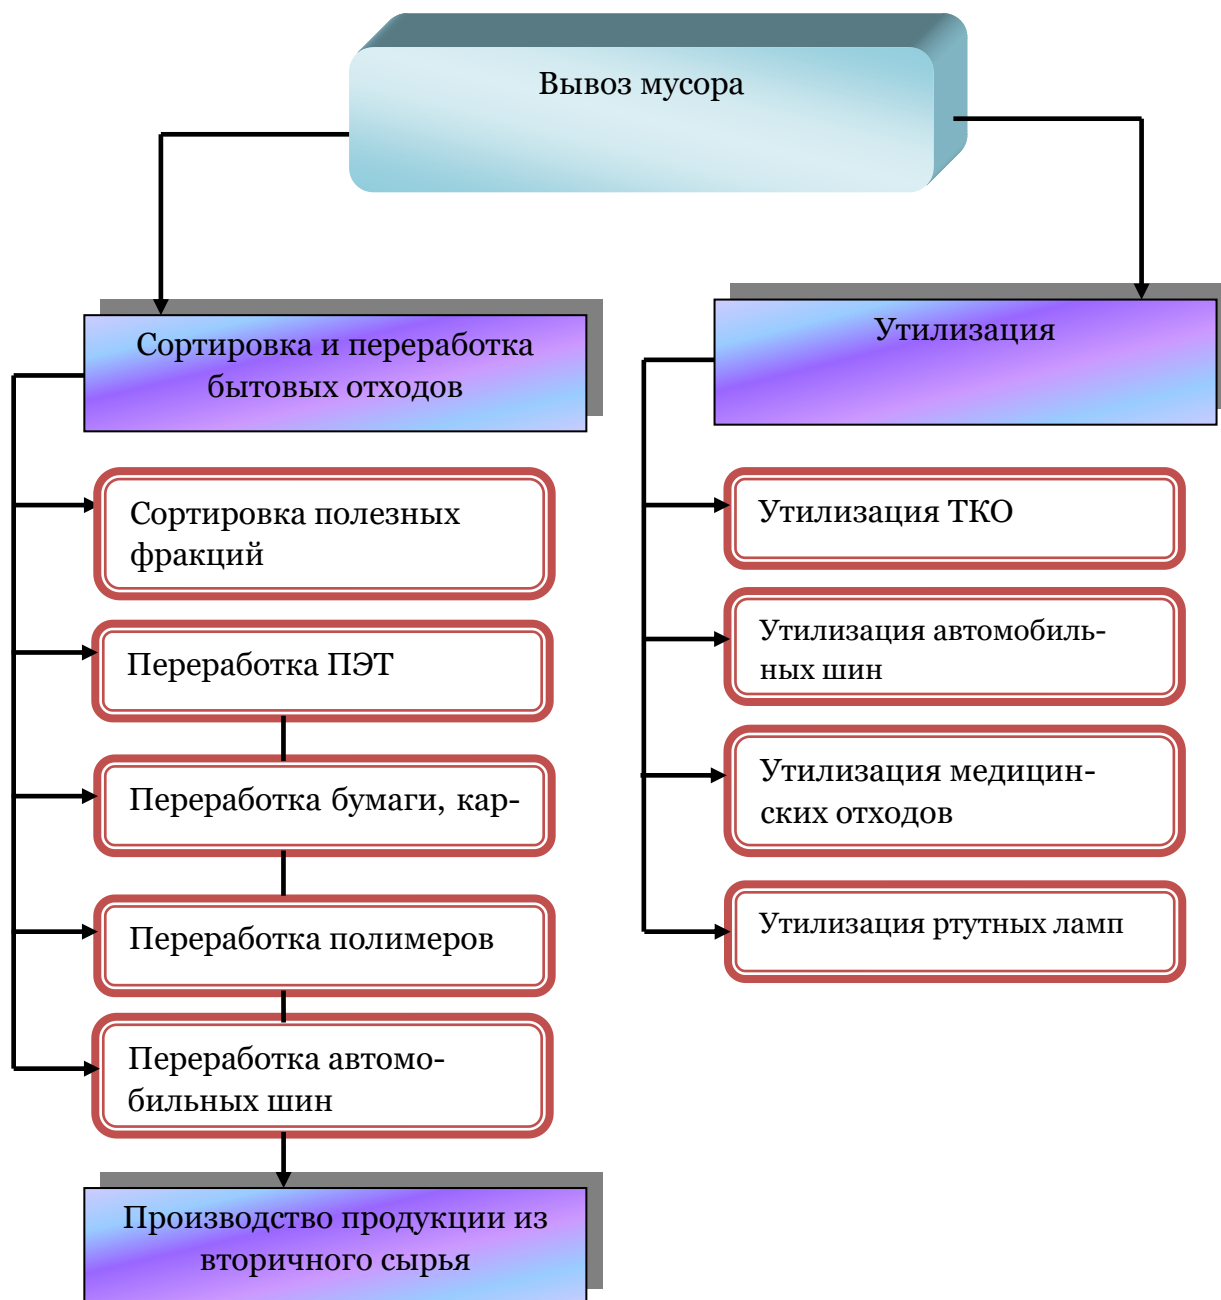 Вывоз мусора
Сортировка и переработка
бытовых отходов
Сортировка полезных
фракций
Переработка ПЭТ
Переработка бумаги, кар-
Переработка полимеров
Переработка автомо-
бильных шин
Производство продукции из
вторичного сырья
Утилизация
Утилизация ТКО
Утилизация автомобиль-
ных шин
Утилизация медицин-
ских отходов
Утилизация ртутных ламп